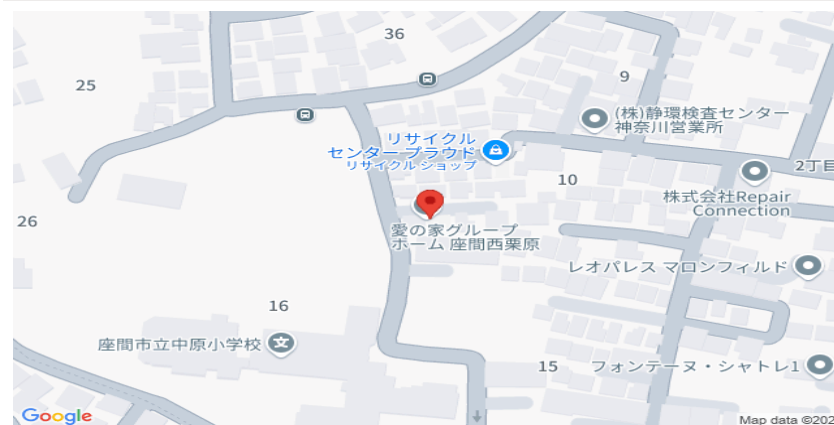 36
25
9
(株)静環検査センター
神奈川営業所
リサイクル
センター プラウド
リサイクル ショップ
2丁目
10
株式会社Repair
Connection
26
愛の家グループ
ホーム 座間西栗原
レオパレス マロンフィルド
16
座間市立中原小学校
文
15
フォンテーヌ・シャトレ1
Google
Map data ©202